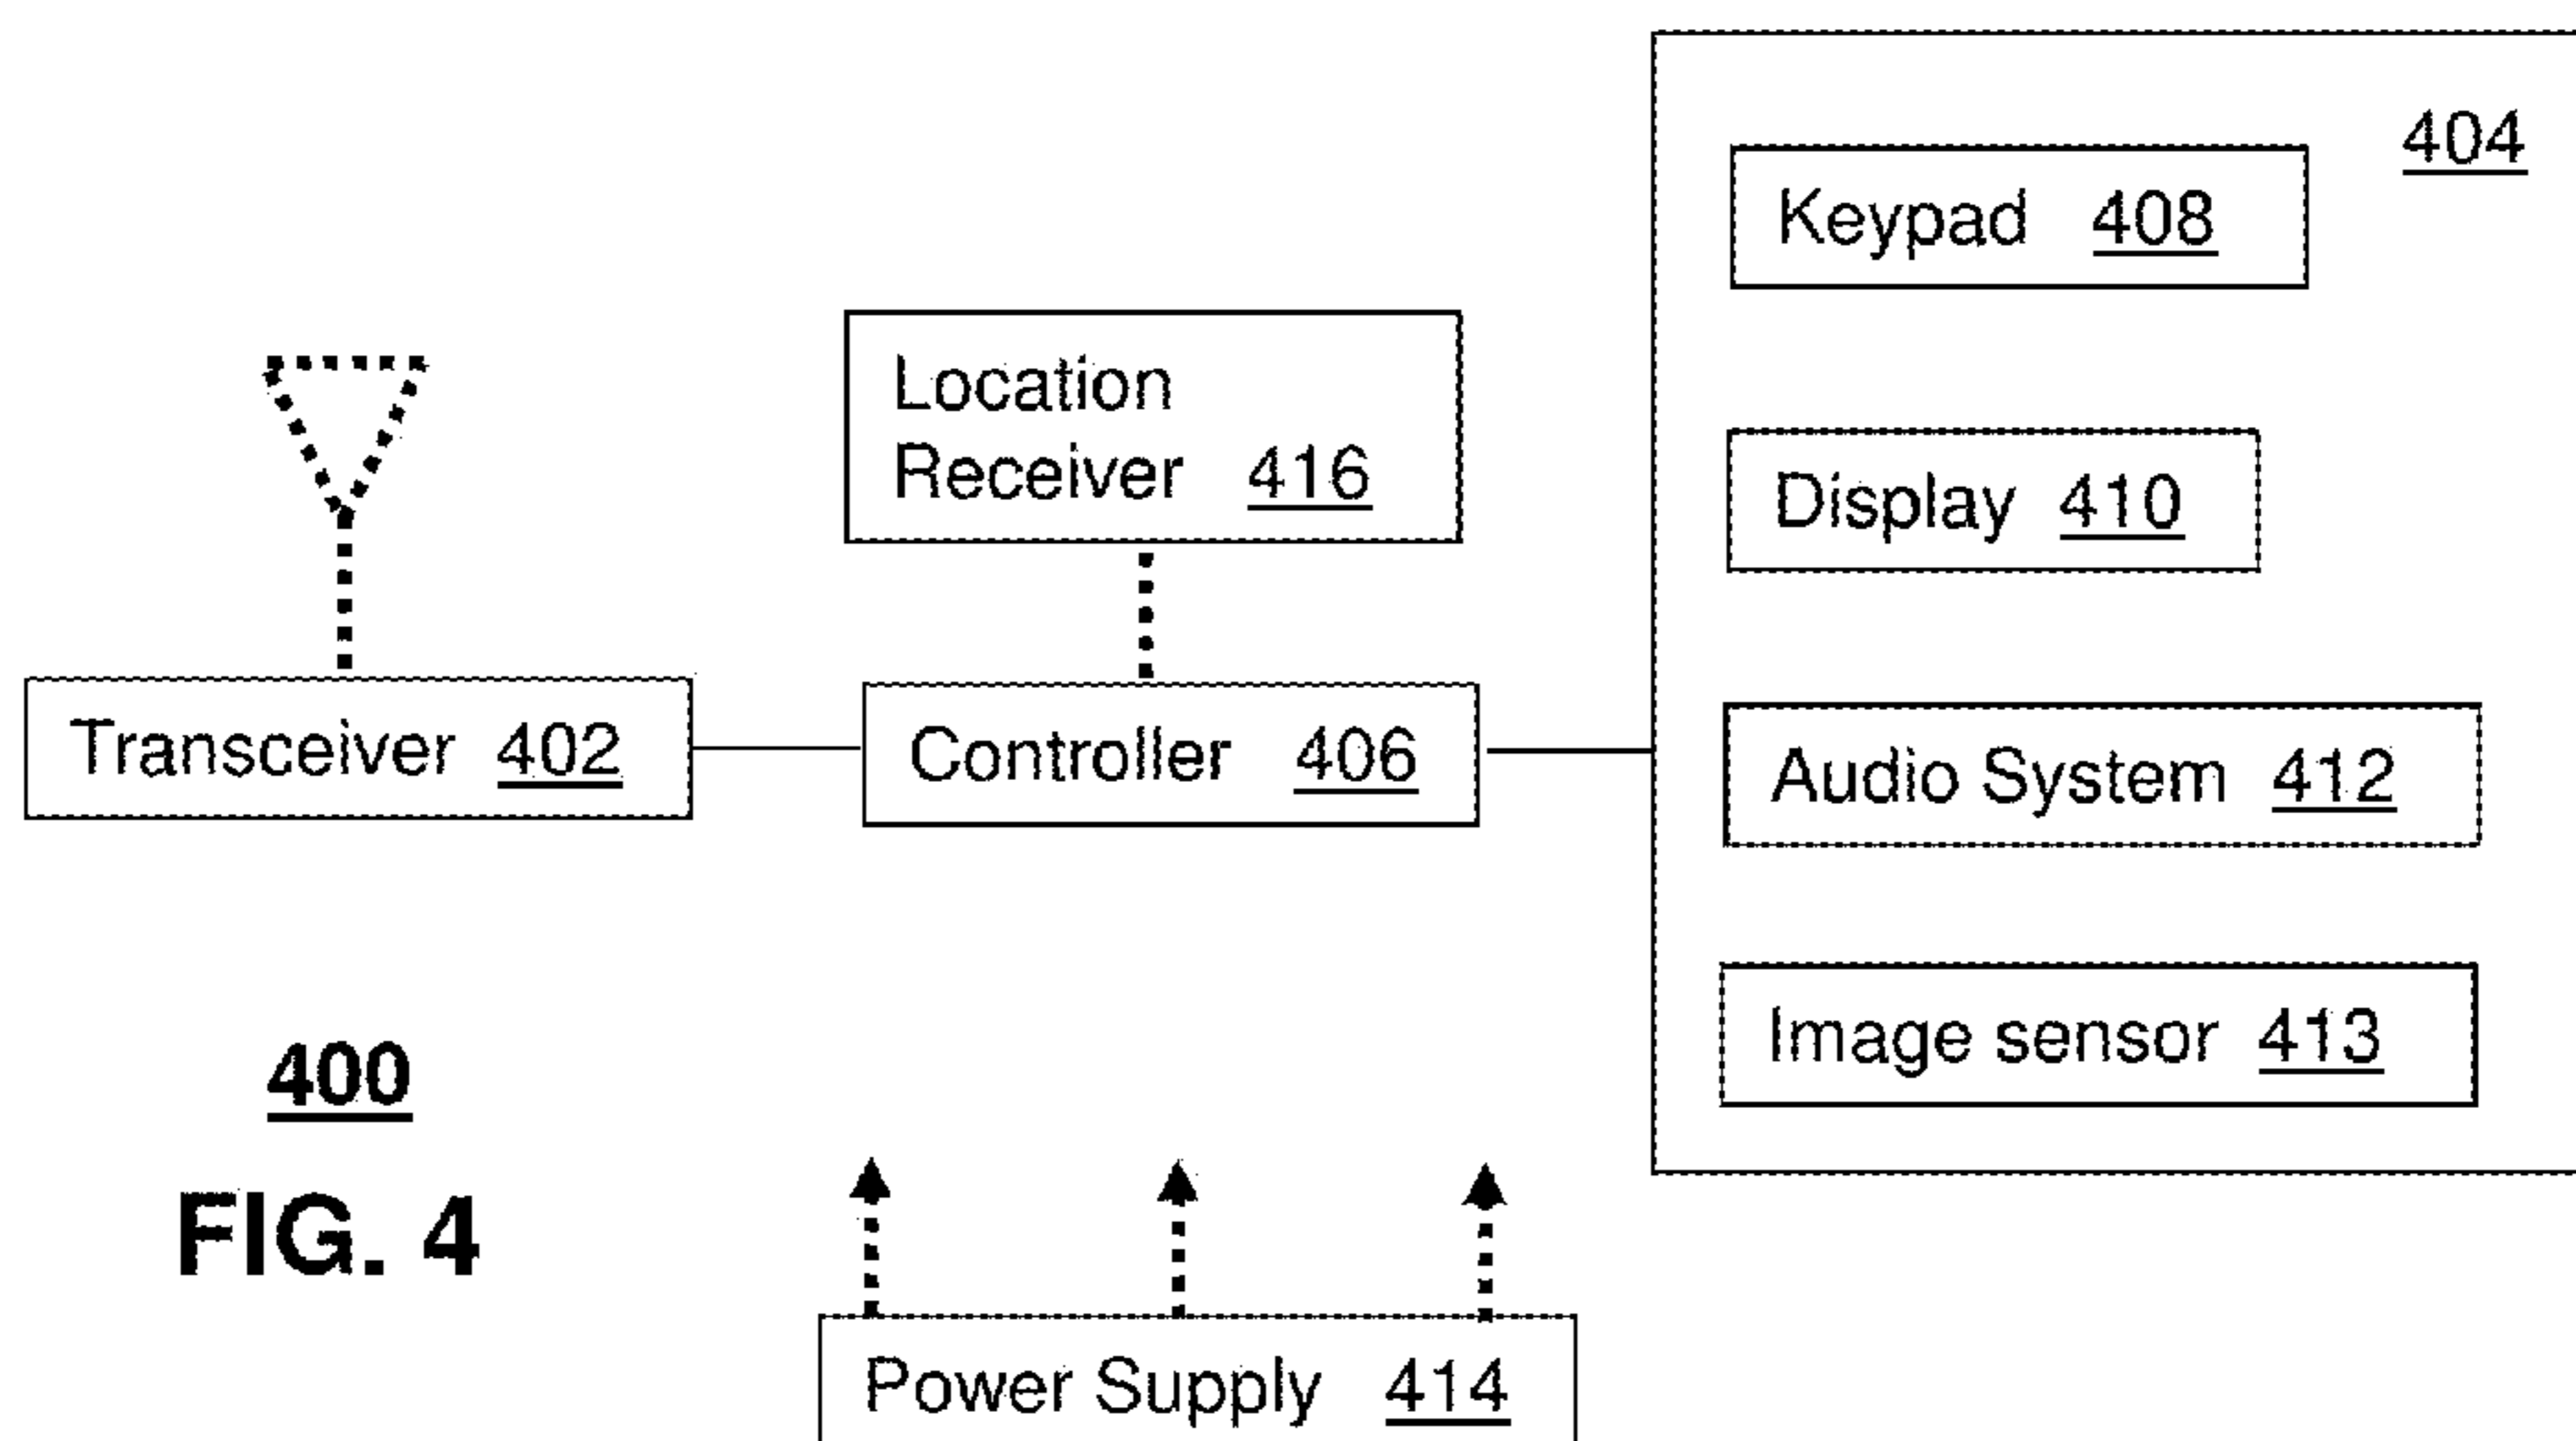 404
Keypad 408
Location
Receiver 416
Display 410
Transceiver 402
Controller 406
Audio System 412
Image sensor 413
400
FIG. 4
Power Supply 414